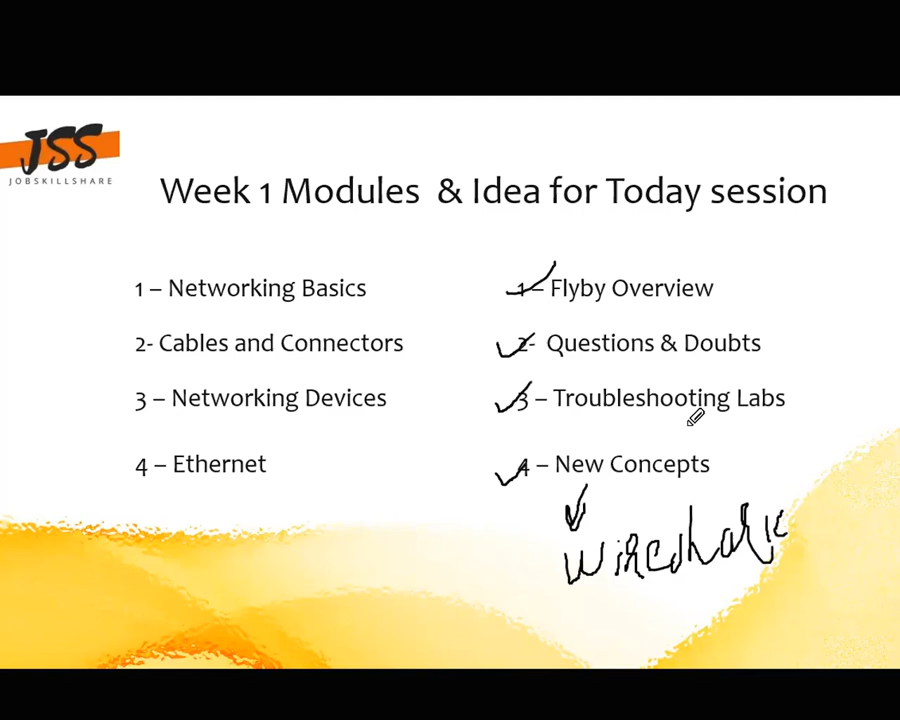 JSS
JOBSKILLSHARE
Week 1 Modules & Idea for Today session
1 – Networking Basics
2- Cables and Connectors
3 – Networking Devices
4 – Ethernet
1 – Flyby Overview
2- Questions & Doubts
3 – Troubleshooting Labs
4 – New Concepts
wireshark